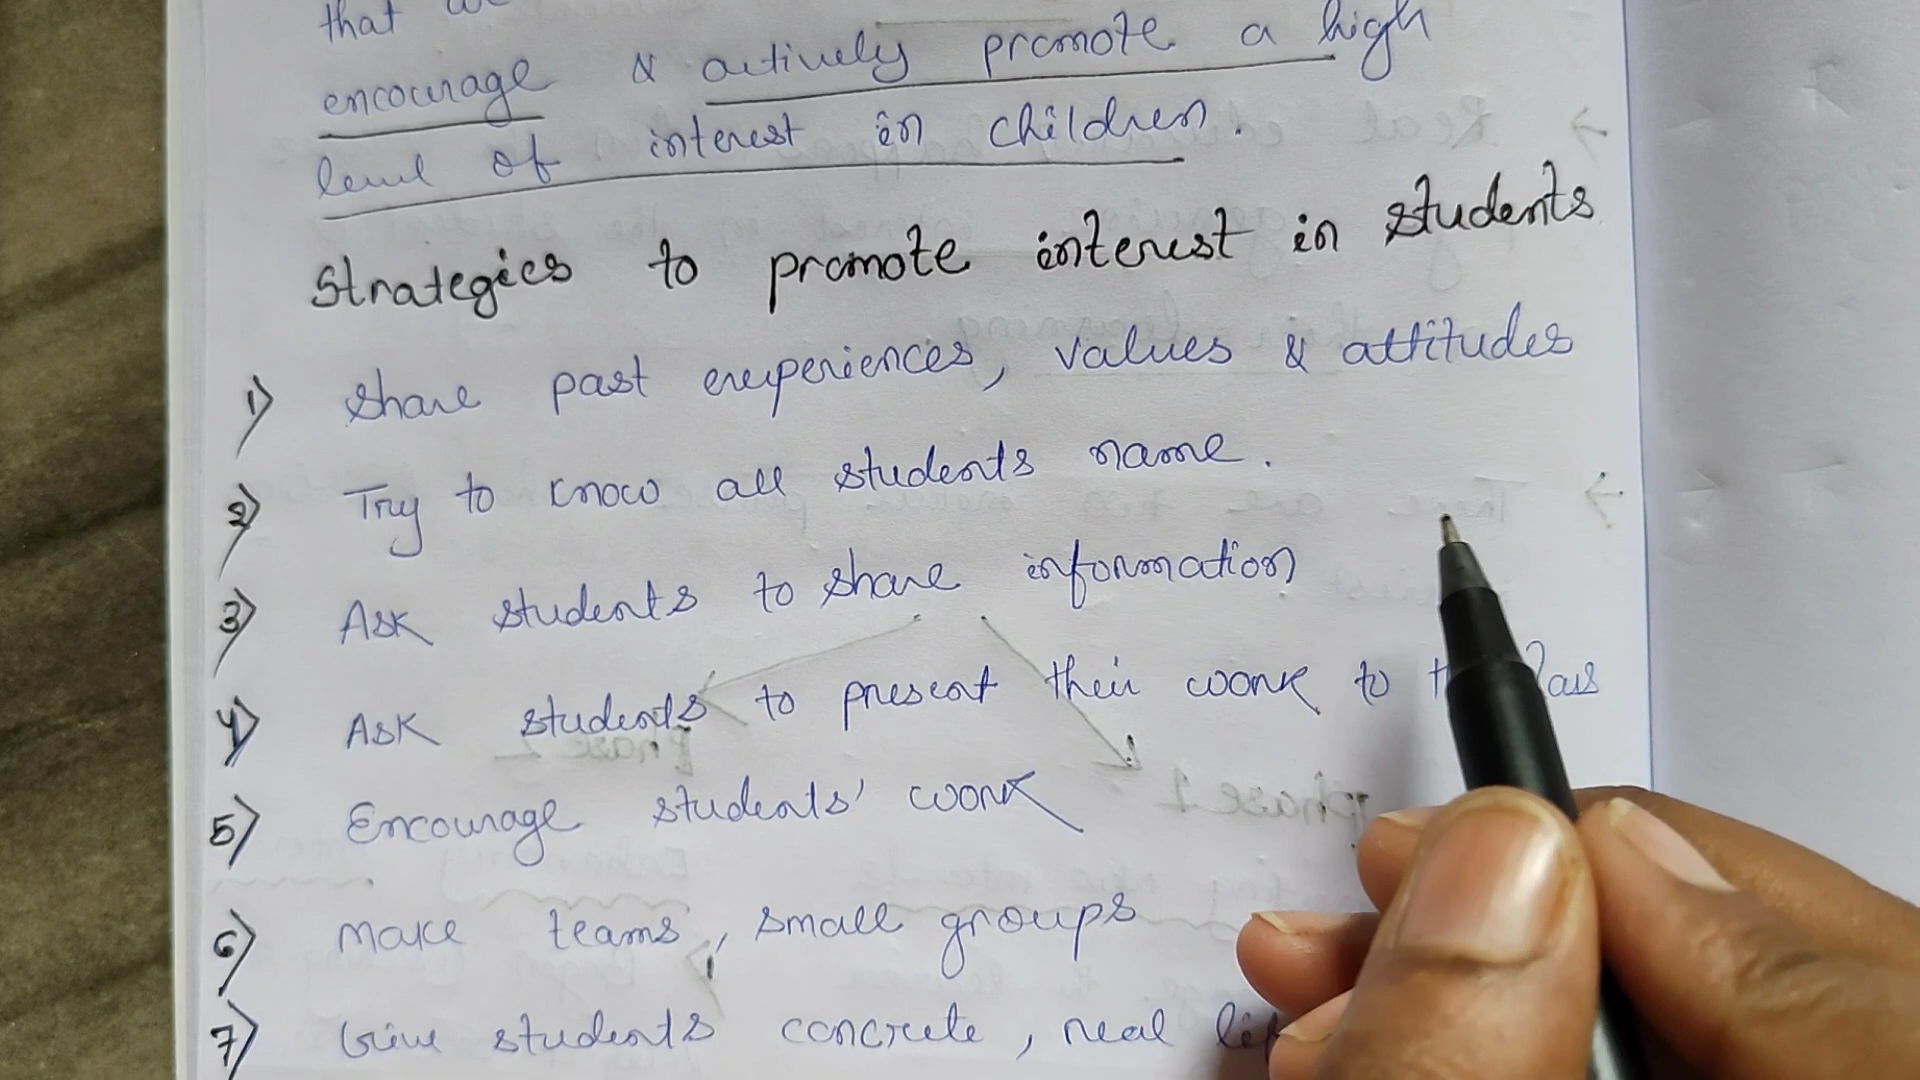 that we
encourage & actively promote a high
level of interest in children.
Strategies to promote interest in students
1) Share past experiences, values & attitudes
2) Try to know all students name.
3) Ask students to share information
4) Ask students to present their work to
5) Encourage students' work
6) Make teams, small groups
7) Give students concrete, real